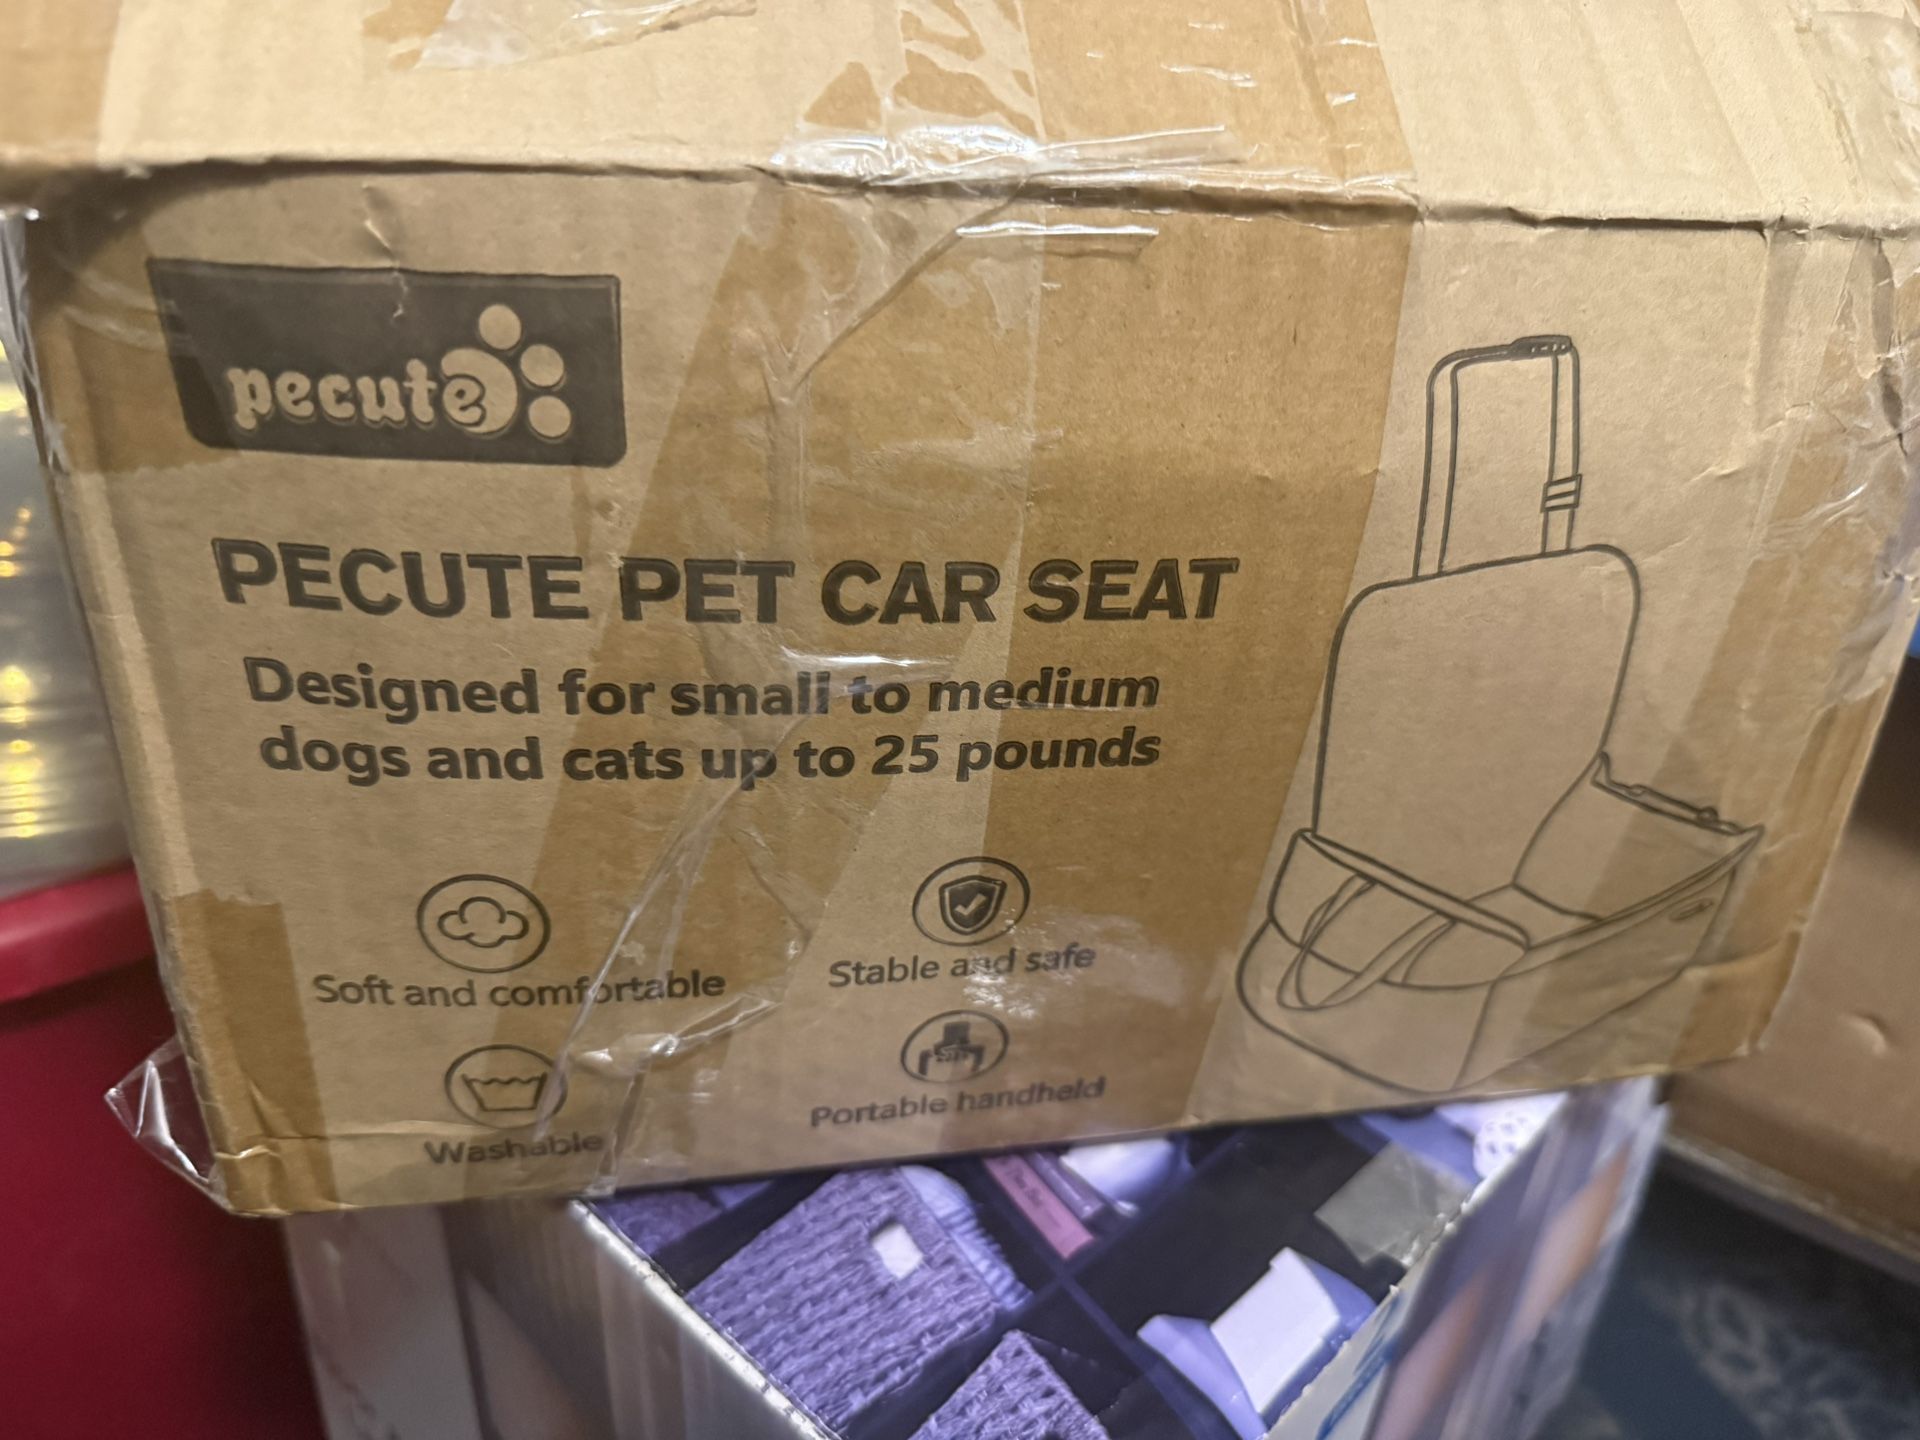 pecute
PECUTE PET CAR SEAT
Designed for small to medium
dogs and cats up to 25 pounds
Soft and comfortable
Stable and safe
Washable
Portable handheld